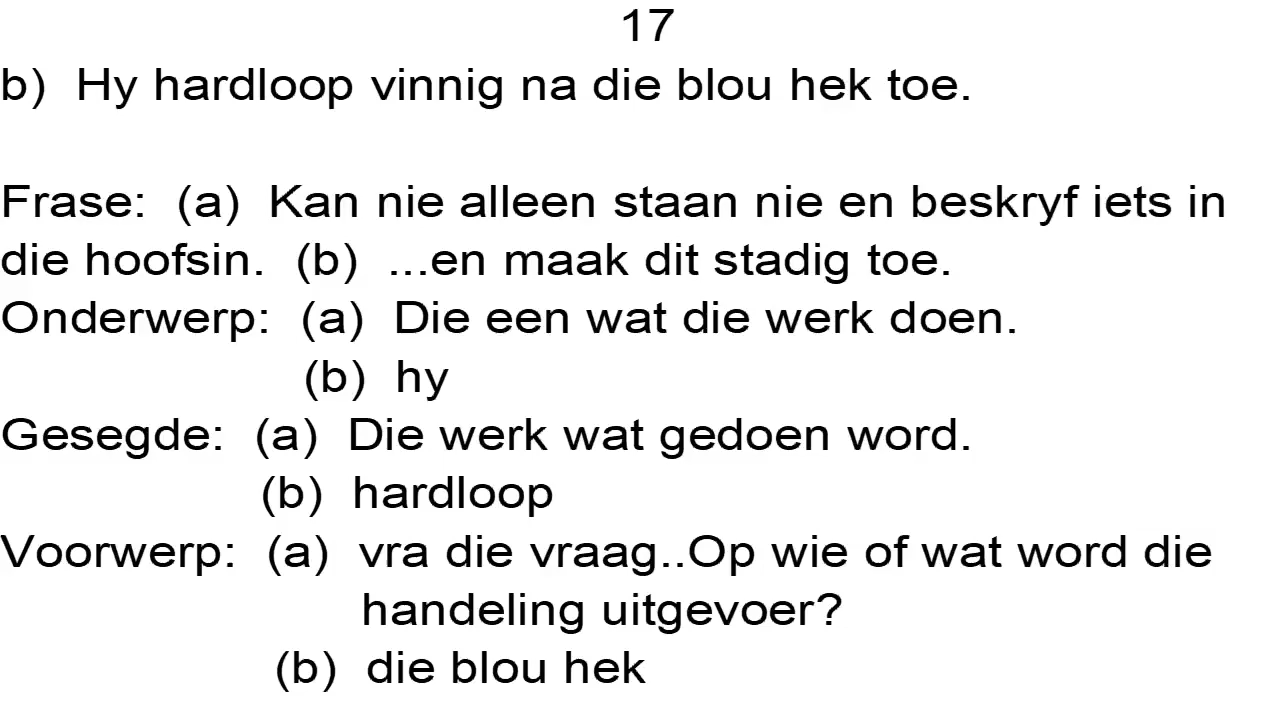 17
b)  Hy hardloop vinnig na die blou hek toe.
Frase:  (a)  Kan nie alleen staan nie en beskryf iets in
die hoofsin.  (b)  ...en maak dit stadig toe.
Onderwerp:  (a)  Die een wat die werk doen.
(b)  hy
Gesegde:  (a)  Die werk wat gedoen word.
(b)  hardloop
Voorwerp:  (a)  vra die vraag..Op wie of wat word die
handeling uitgevoer?
(b)  die blou hek